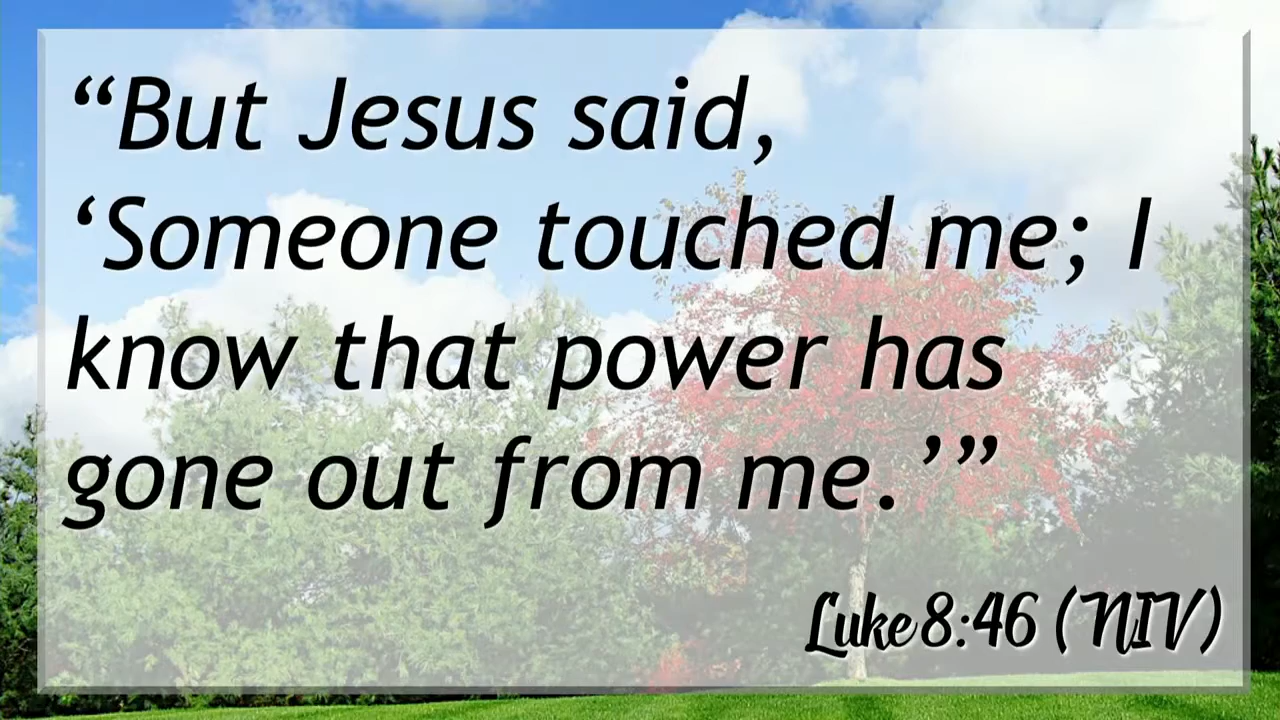 “But Jesus said,
‘Someone touched me; I
know that power has
gone out from me.’”
Luke 8:46 (NIV)